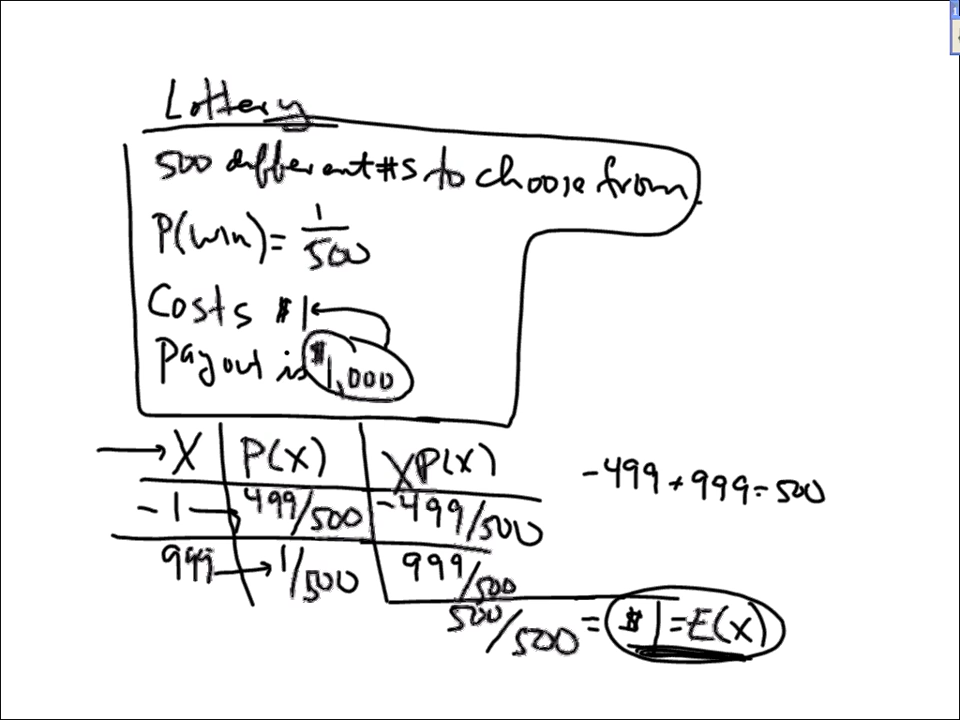 Lottery
500 different #s to choose from
P(win) = 1/500
Costs $1
Payout is $1,000
X P(X) XP(X)
-1 499/500 -499/500
-499 + 999 = 500
999 1/500 999/500
500/500 = $1 = E(X)